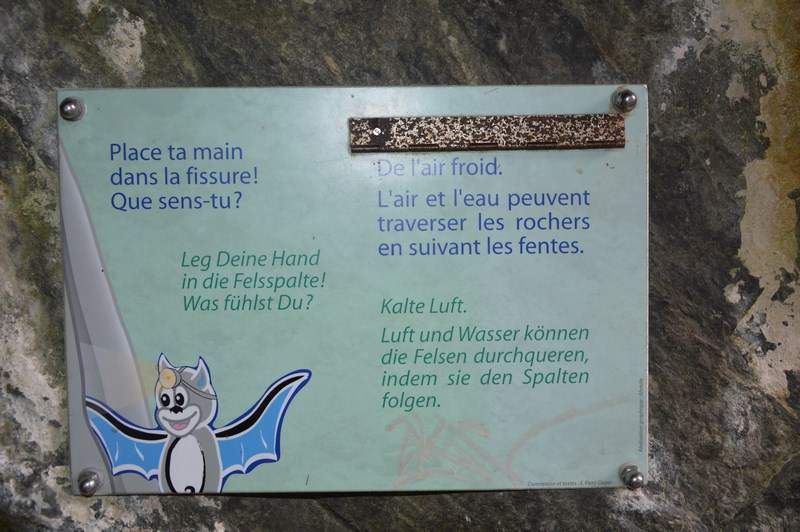 Place ta main
dans la fissure!
Que sens-tu?
Leg Deine Hand
in die Felsspalte!
Was fühlst Du?
De l'air froid.
L'air et l'eau peuvent
traverser les rochers
en suivant les fentes.
Kalte Luft.
Luft und Wasser können
die Felsen durchqueren,
indem sie den Spalten
folgen.